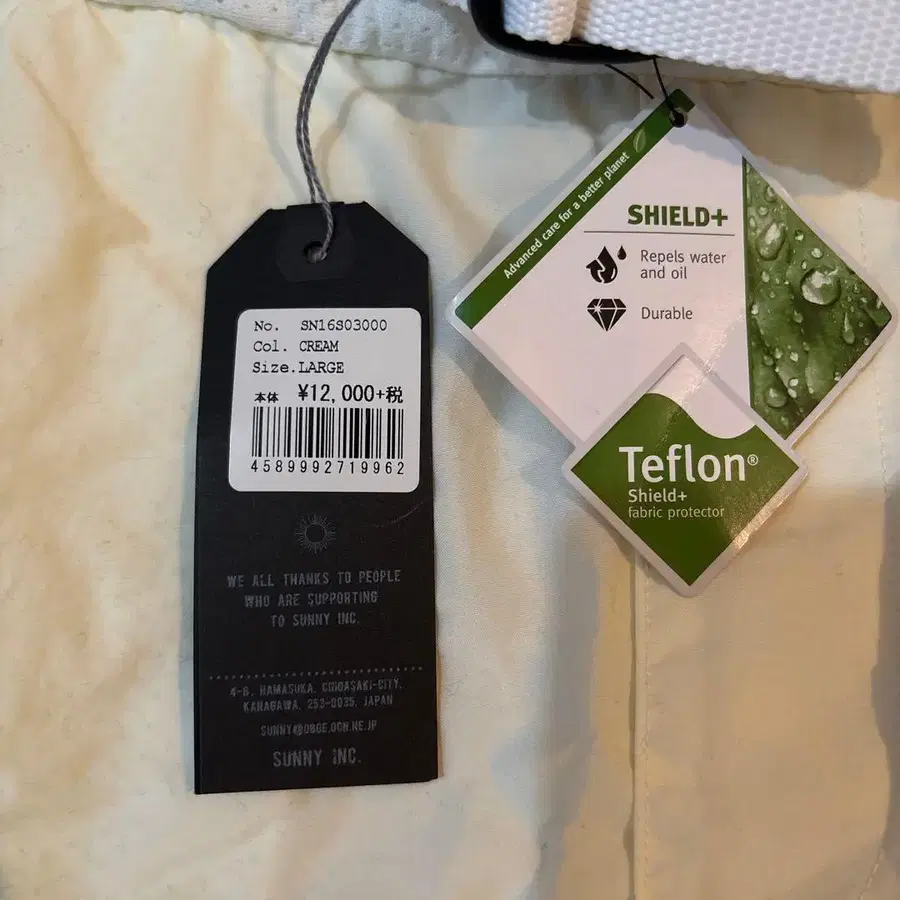 No. SN16S03000
Col. CREAM
Size.LARGE
本体 ¥12,000+税
4589992719962
WE ALL THANKS TO PEOPLE
WHO ARE SUPPORTING
TO SUNNY INC.
4-8, HAMASUKA, CHIGASAKI-CITY,
KANAGAWA, 253-0035, JAPAN
SUNNY INC.
Advanced care for a better planet
SHIELD+
Repels water
and oil
Durable
Teflon®
Shield+
fabric protector